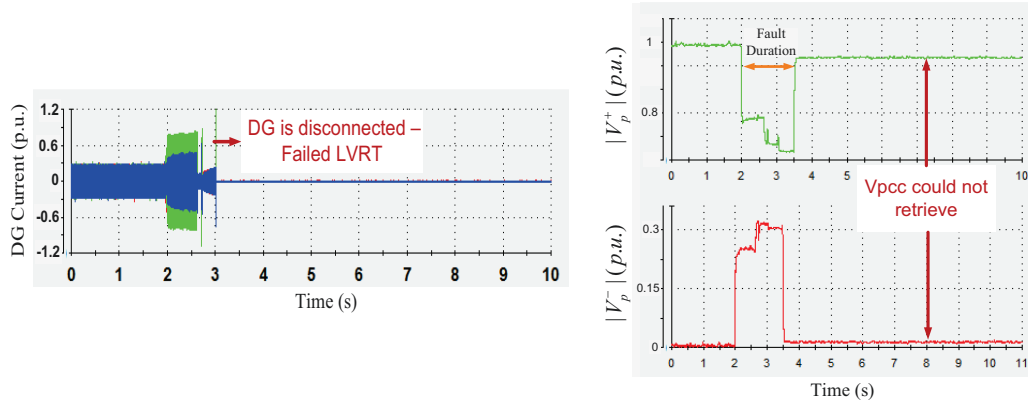 DG Current (p.u.)
1.2
0.6
0
-0.6
-1.2
DG is disconnected –
Failed LVRT
0 1 2 3 4 5 6 7 8 9 10
Time (s)
|V_p^+| (p.u.)
1
0.8
Fault
Duration
0 1 2 3 4 5 6 7 8 10
Vpcc could not
retrieve
|V_p^-| (p.u.)
0.3
0.15
0
0 1 2 3 4 5 6 7 8 9 10 11
Time (s)